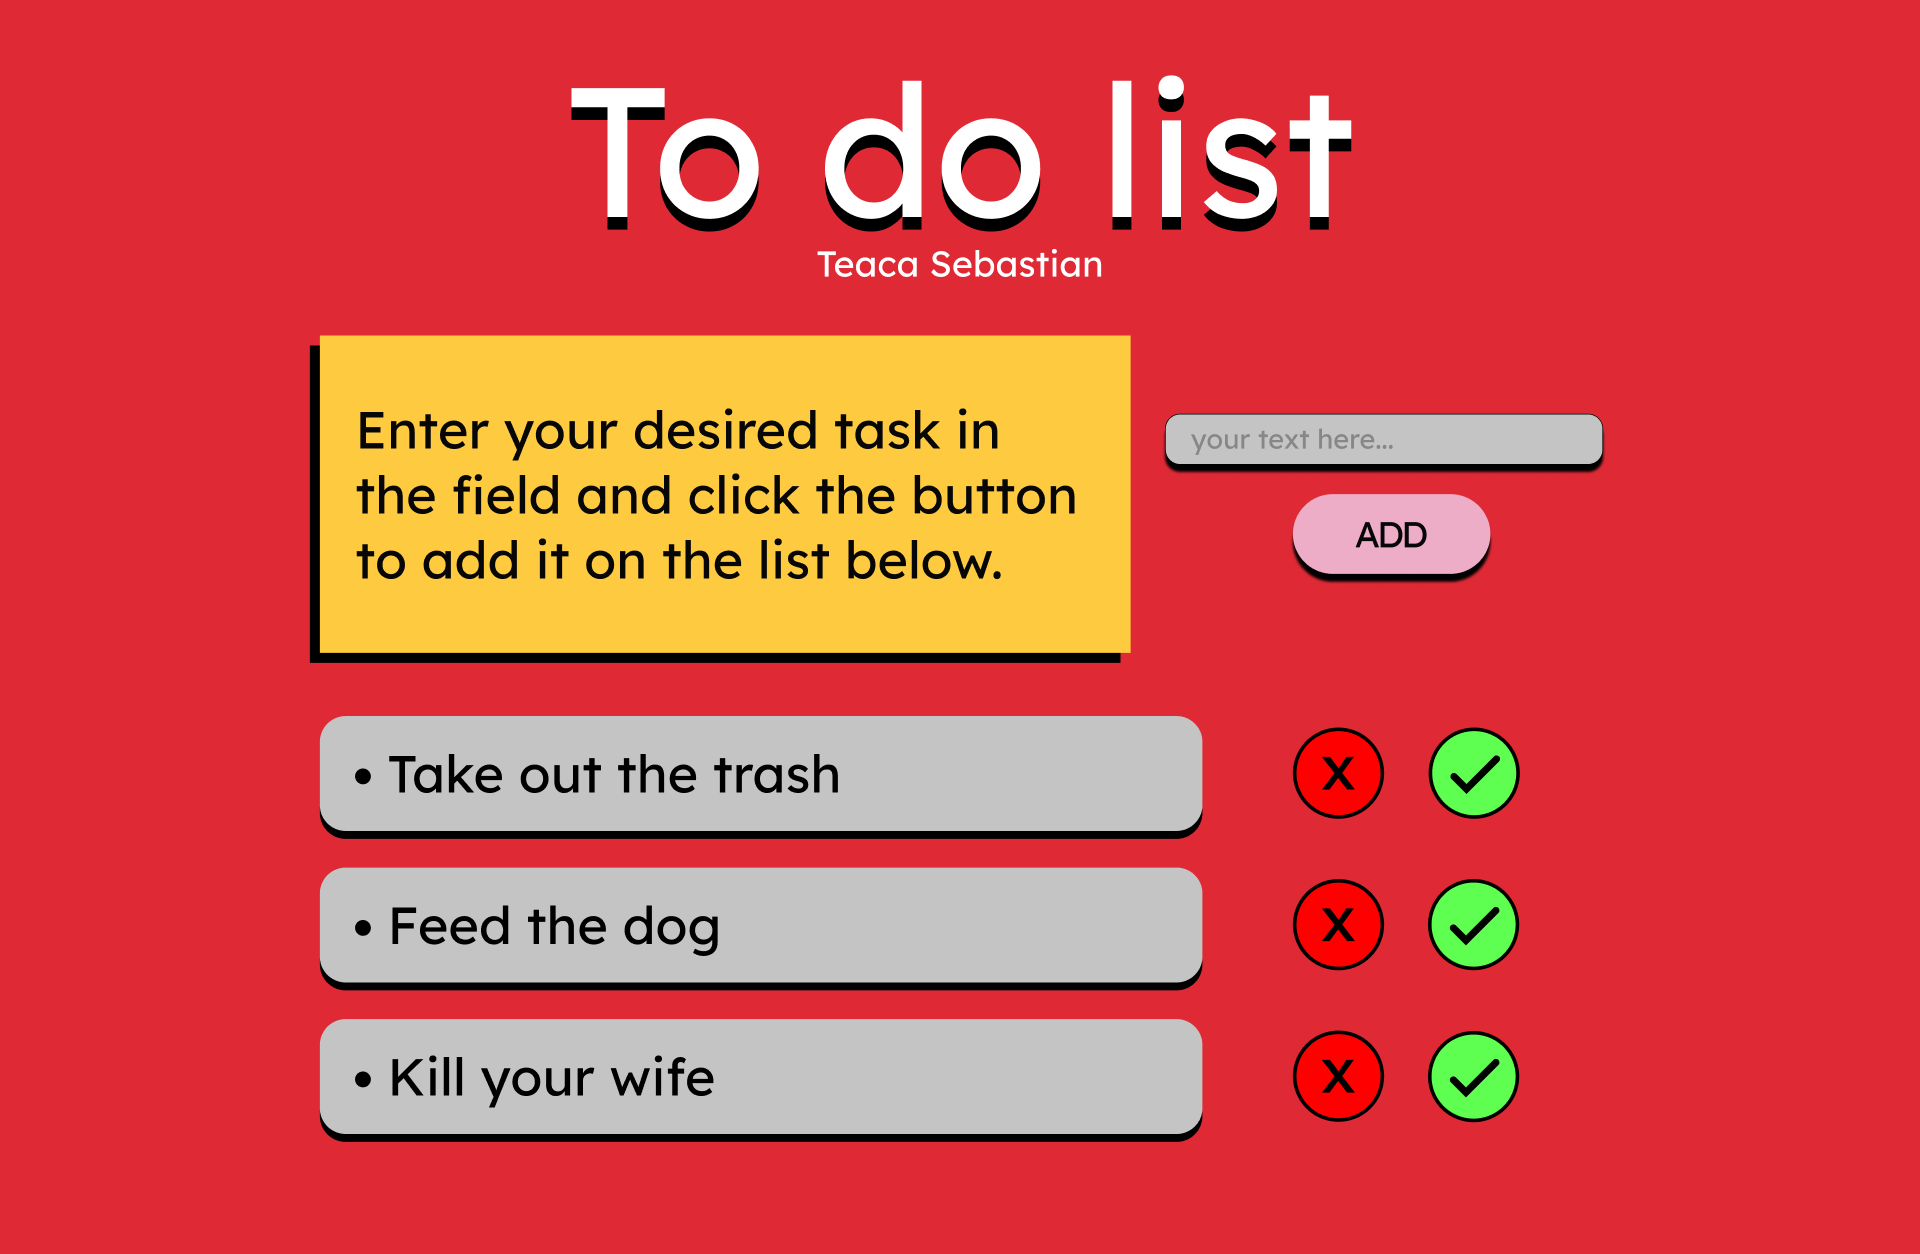 To do list
Teaca Sebastian
Enter your desired task in
the field and click the button
to add it on the list below.
your text here...
ADD
• Take out the trash
X
• Feed the dog
X
• Kill your wife
X